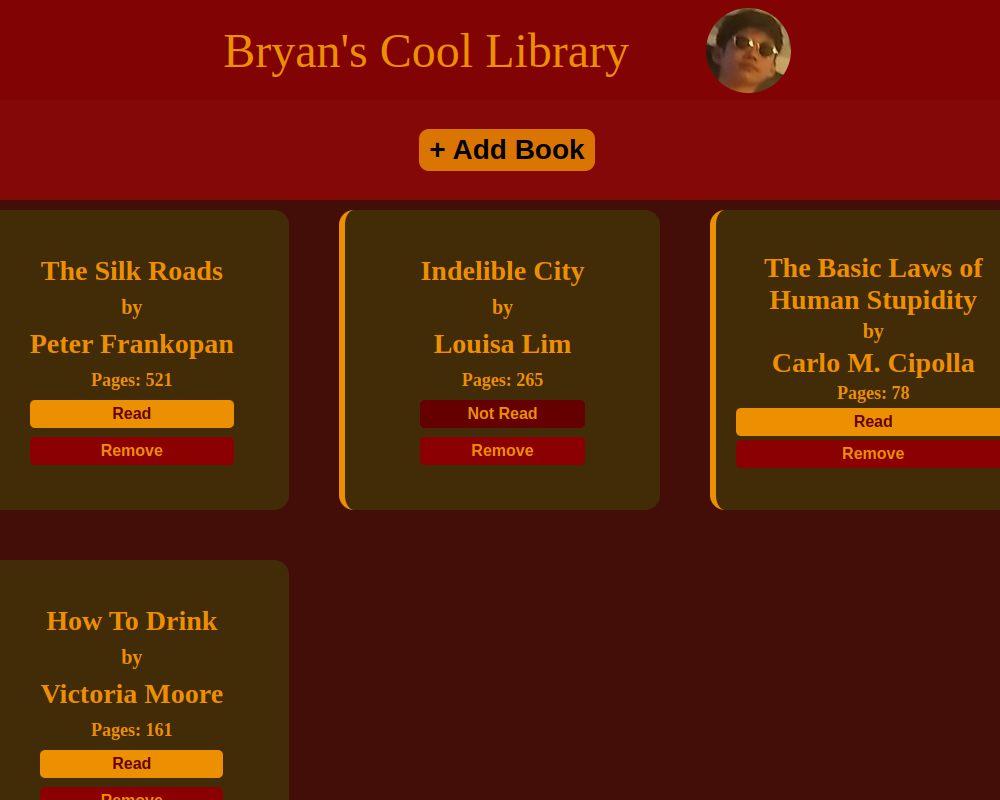 Bryan's Cool Library
+ Add Book
The Silk Roads
by
Peter Frankopan
Pages: 521
Read
Remove
Indelible City
by
Louisa Lim
Pages: 265
Not Read
Remove
The Basic Laws of
Human Stupidity
by
Carlo M. Cipolla
Pages: 78
Read
Remove
How To Drink
by
Victoria Moore
Pages: 161
Read
Remove